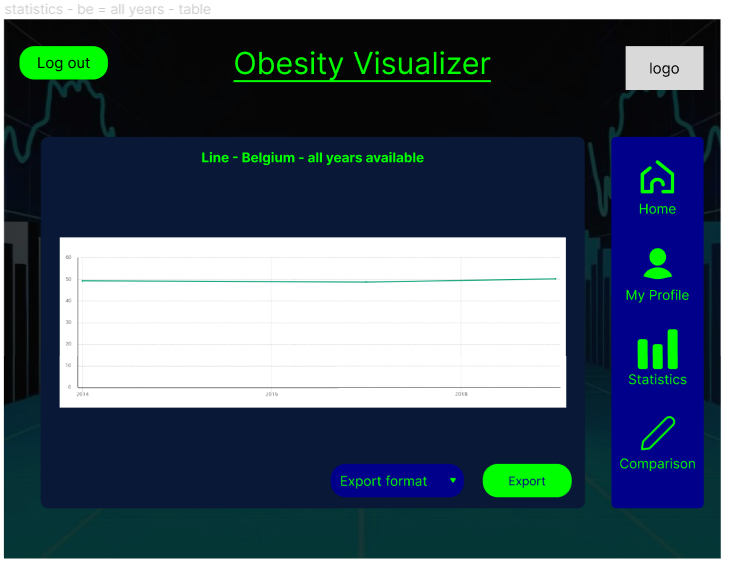 statistics - be = all years - table
Log out
Obesity Visualizer
logo
Line - Belgium - all years available
60
50
40
30
20
10
0
2014
2016
2018
Home
My Profile
Statistics
Comparison
Export format
Export